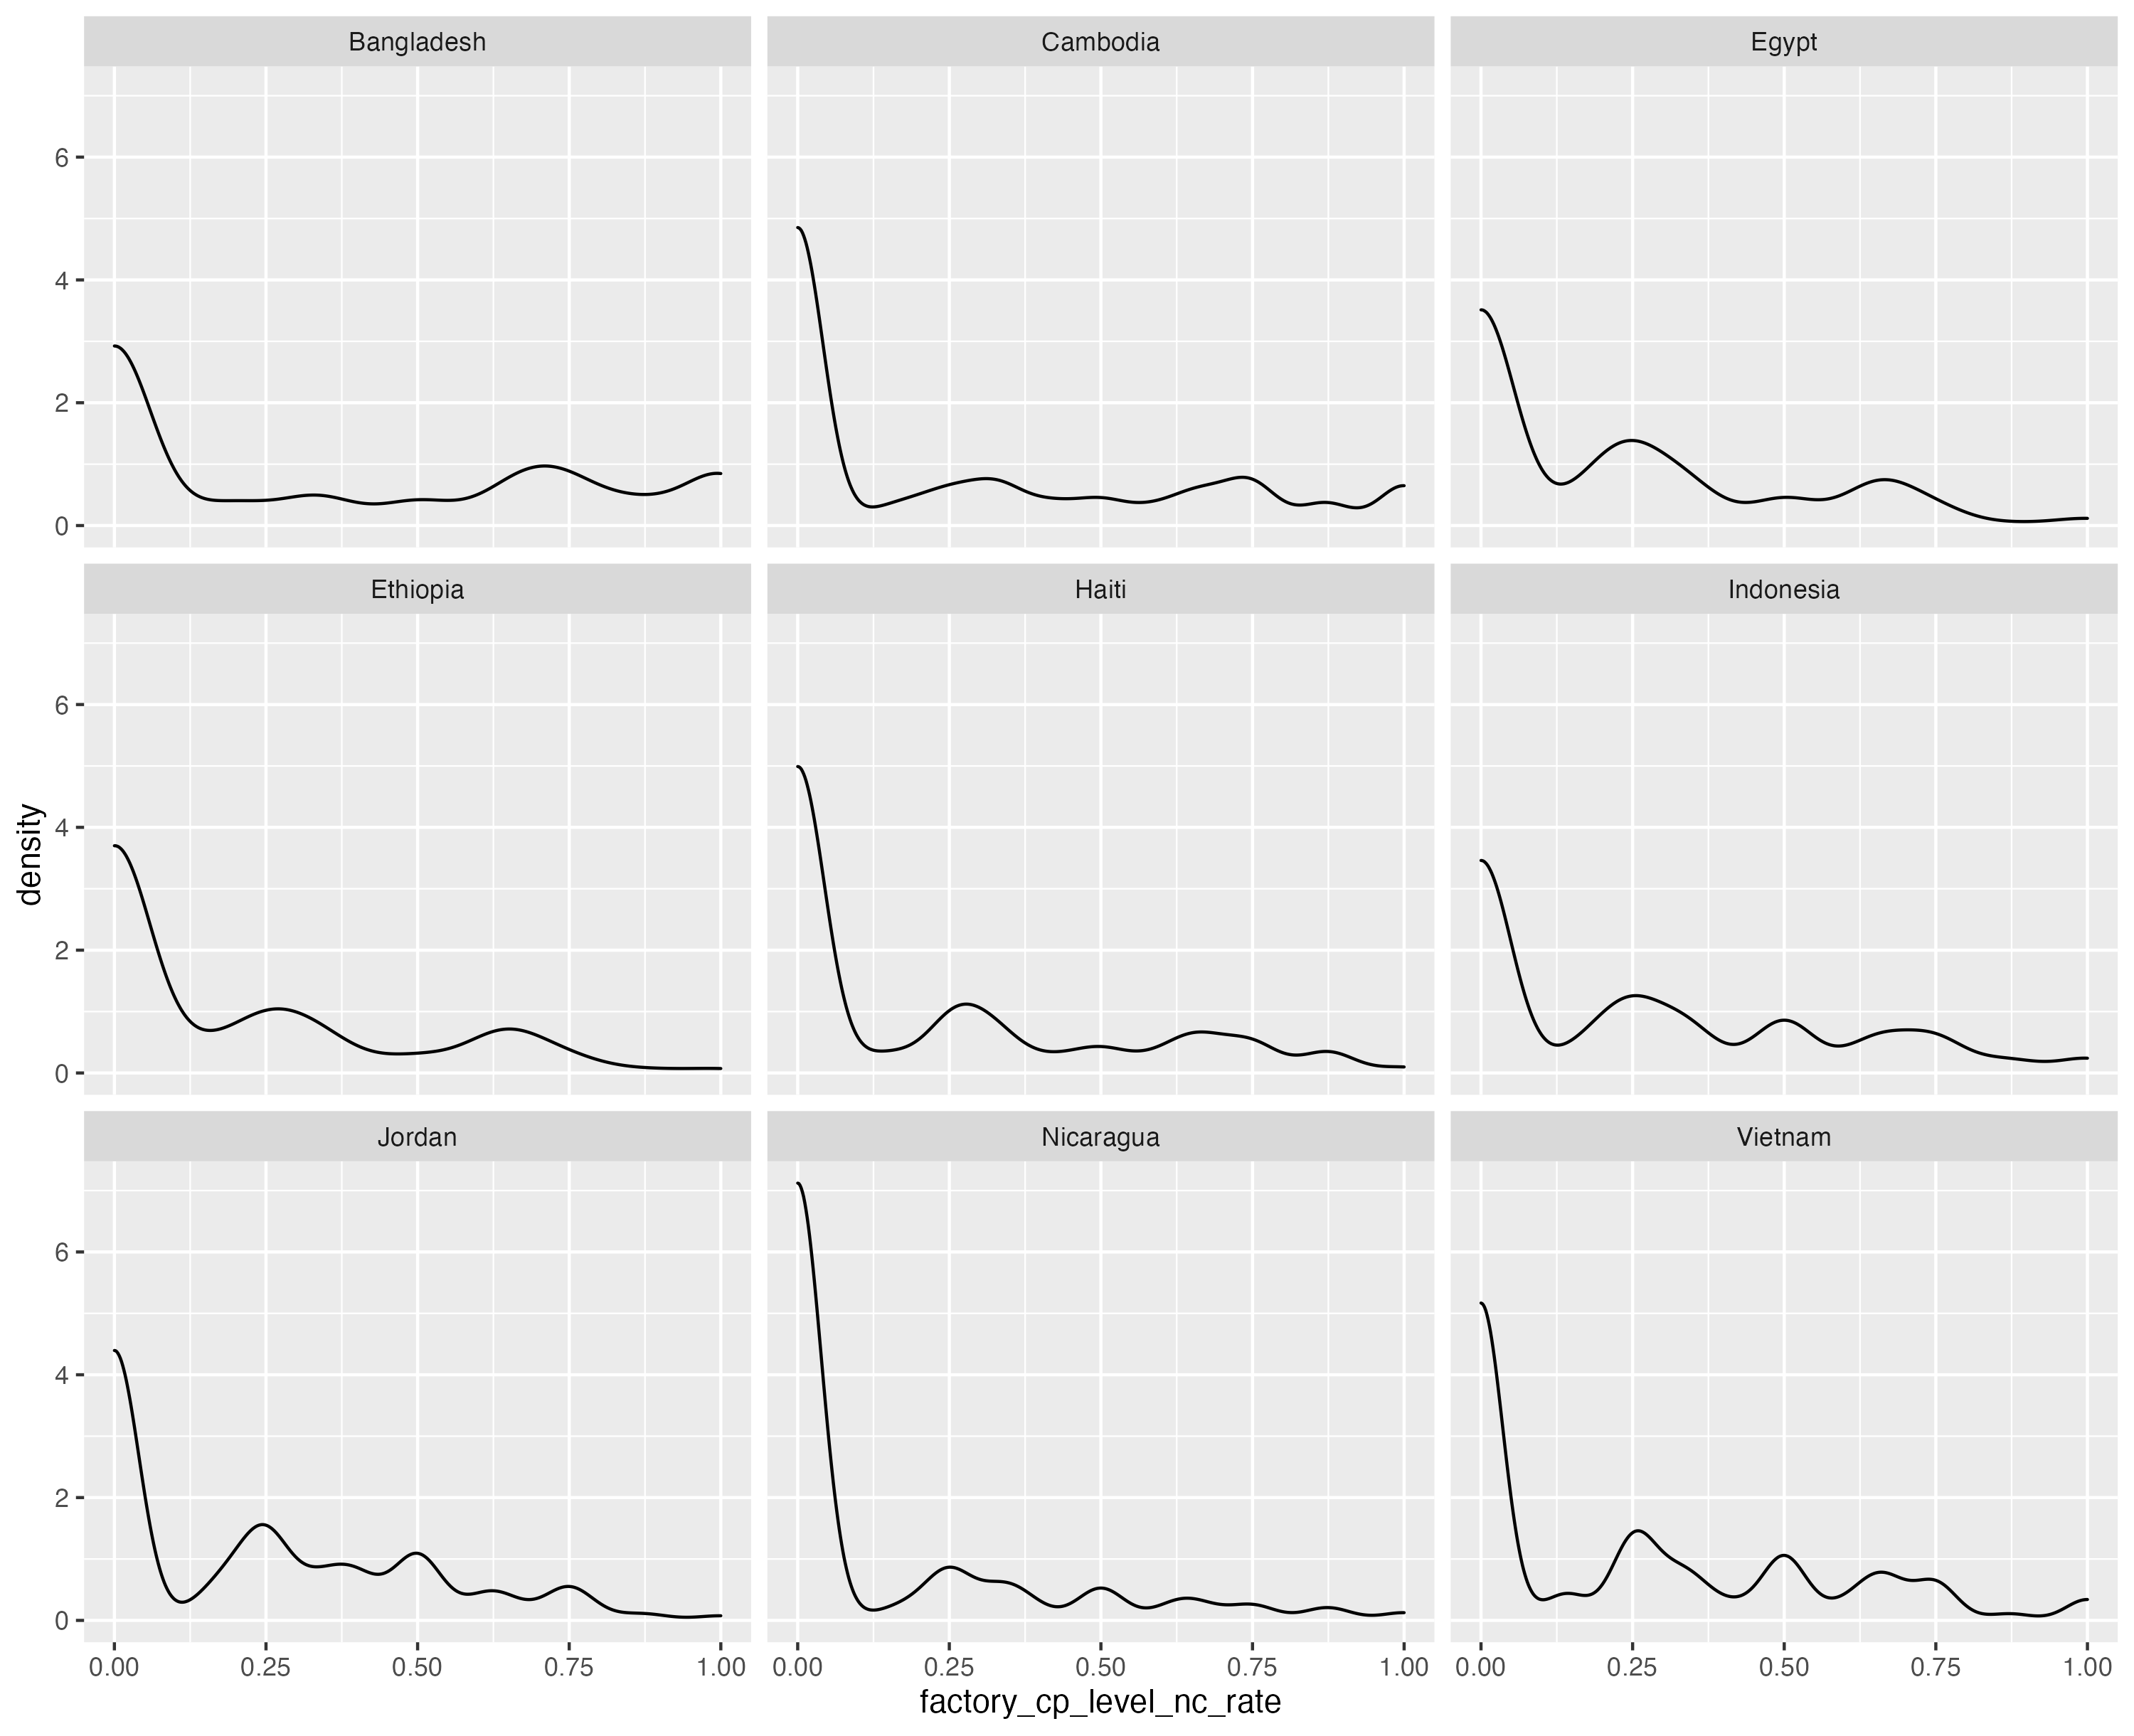 Bangladesh Cambodia Egypt
6
4
2
0
Ethiopia Haiti Indonesia
6
4
2
0
density
Jordan Nicaragua Vietnam
6
4
2
0
0.00 0.25 0.50 0.75 1.00 0.00 0.25 0.50 0.75 1.00 0.00 0.25 0.50 0.75 1.00
factory_cp_level_nc_rate